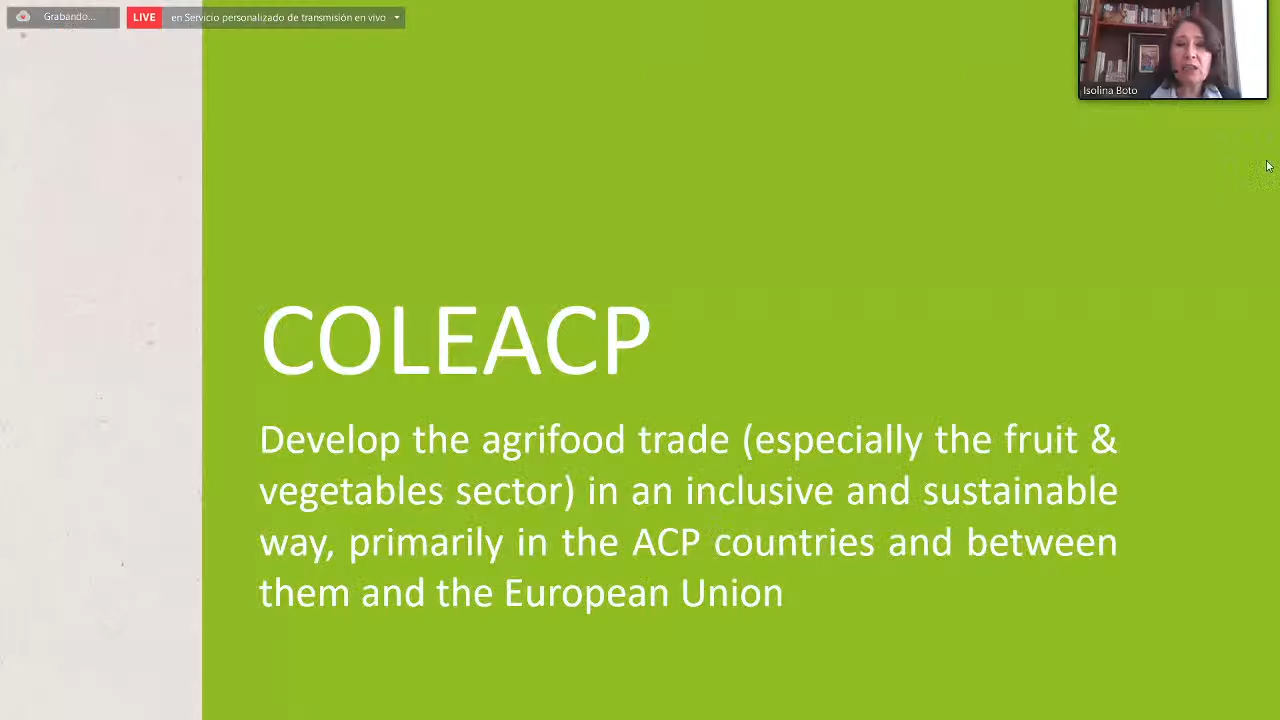 Grabando...
LIVE en Servicio personalizado de transmisión en vivo
Isolina Boto
COLEACP
Develop the agrifood trade (especially the fruit &
vegetables sector) in an inclusive and sustainable
way, primarily in the ACP countries and between
them and the European Union